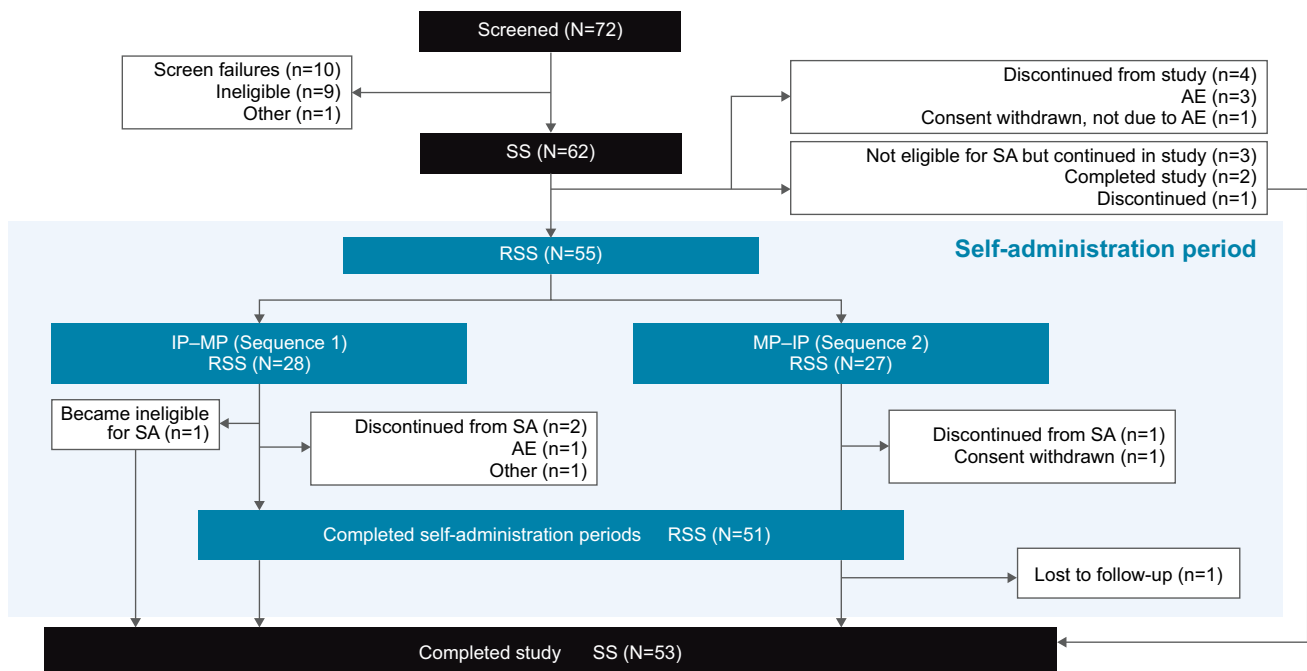 Screened (N=72)
Screen failures (n=10)
Ineligible (n=9)
Other (n=1)
Discontinued from study (n=4)
AE (n=3)
Consent withdrawn, not due to AE (n=1)
SS (N=62)
Not eligible for SA but continued in study (n=3)
Completed study (n=2)
Discontinued (n=1)
Self-administration period
RSS (N=55)
IP–MP (Sequence 1)
RSS (N=28)
MP–IP (Sequence 2)
RSS (N=27)
Became ineligible
for SA (n=1)
Discontinued from SA (n=2)
AE (n=1)
Other (n=1)
Discontinued from SA (n=1)
Consent withdrawn (n=1)
Completed self-administration periods RSS (N=51)
Lost to follow-up (n=1)
Completed study SS (N=53)